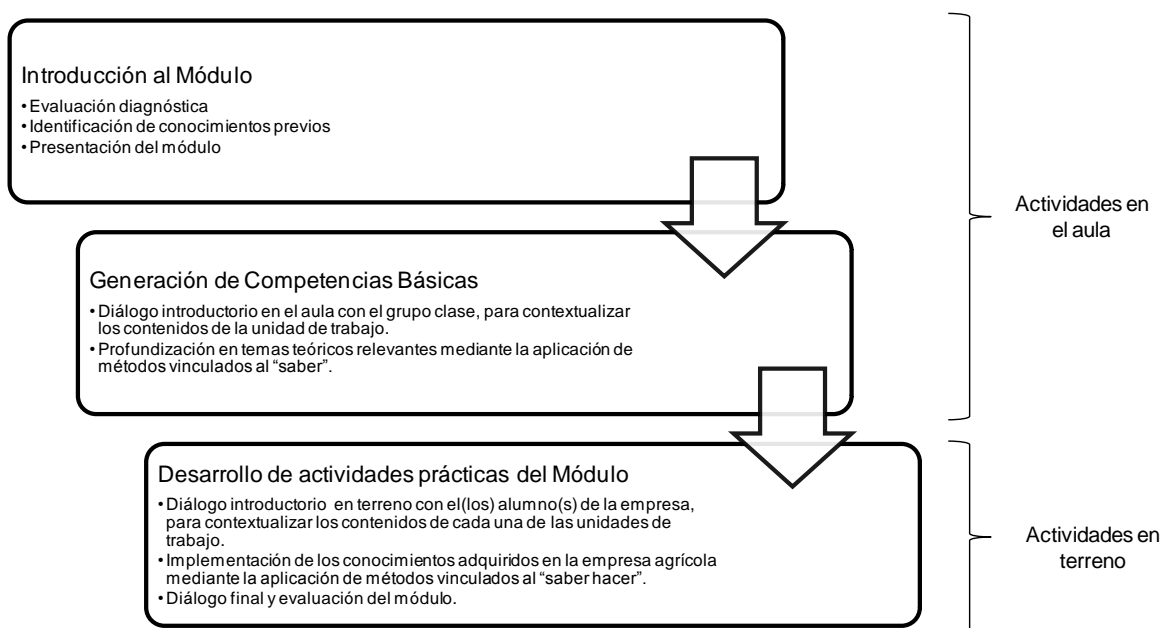 Introducción al Módulo
• Evaluación diagnóstica
• Identificación de conocimientos previos
• Presentación del módulo
Generación de Competencias Básicas
• Diálogo introductorio en el aula con el grupo clase, para contextualizar
los contenidos de la unidad de trabajo.
• Profundización en temas teóricos relevantes mediante la aplicación de
métodos vinculados al “saber”.
Actividades en
el aula
Desarrollo de actividades prácticas del Módulo
• Diálogo introductorio en terreno con el(los) alumno(s) de la empresa,
para contextualizar los contenidos de cada una de las unidades de
trabajo.
• Implementación de los conocimientos adquiridos en la empresa agrícola
mediante la aplicación de métodos vinculados al “saber hacer”.
• Diálogo final y evaluación del módulo.
Actividades en
terreno